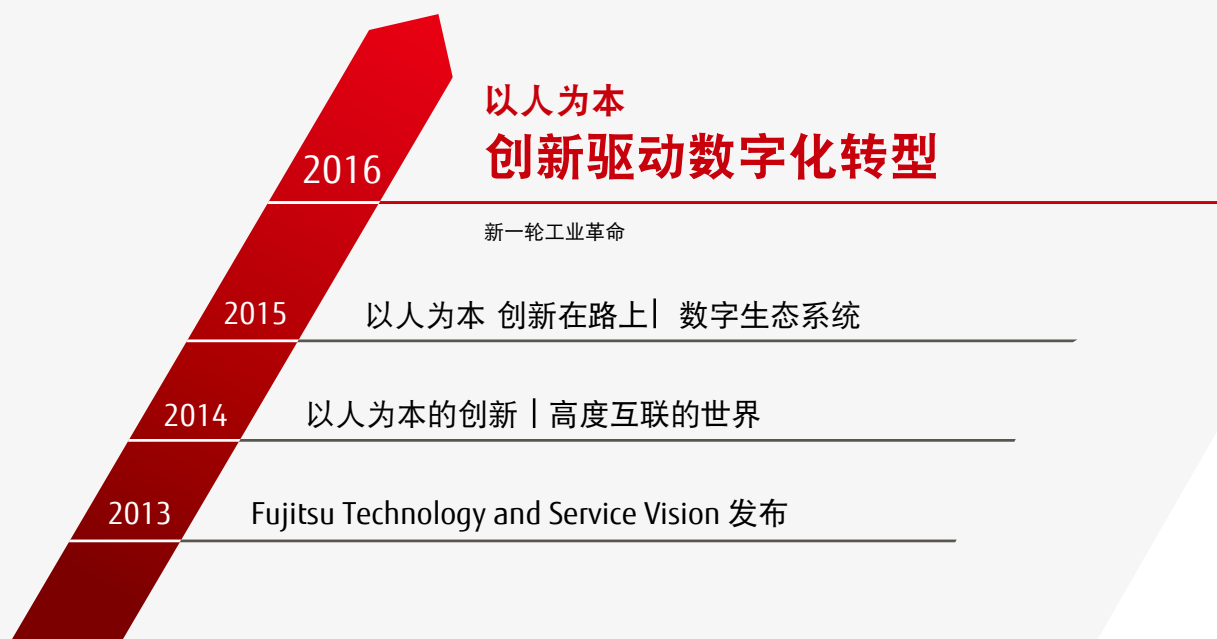 以人为本
2016 创新驱动数字化转型
新一轮工业革命
2015 以人为本 创新在路上| 数字生态系统
2014 以人为本的创新 | 高度互联的世界
2013 Fujitsu Technology and Service Vision 发布